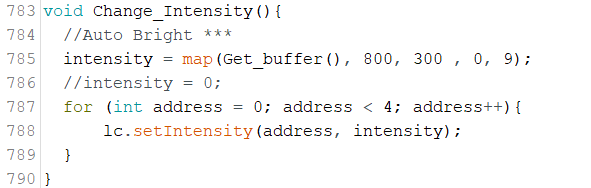 783 void Change_Intensity(){
784   //Auto Bright ***
785   intensity = map(Get_buffer(), 800, 300 , 0, 9);
786   //intensity = 0;
787   for (int address = 0; address < 4; address++){
788       lc.setIntensity(address, intensity);
789   }
790 }